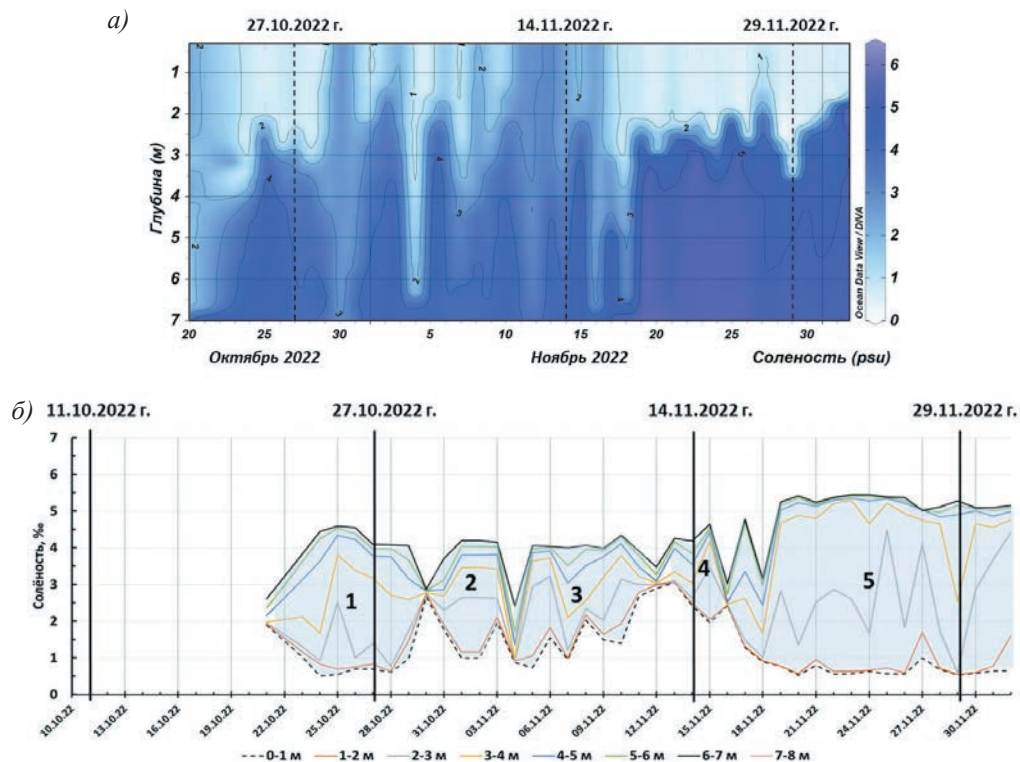 а)
27.10.2022 г.
14.11.2022 г.
29.11.2022 г.
Глубина (м)
1
2
3
4
5
6
7
20
25
30
5
10
14
20
25
30
Октябрь 2022
Ноябрь 2022
Соленость (psu)
Ocean Data View / DIVA
6
5
4
3
2
1
0
б)
11.10.2022 г.
27.10.2022 г.
14.11.2022 г.
29.11.2022 г.
Солёность, ‰
7
6
5
4
3
2
1
0
1
2
3
4
5
10.10.22
13.10.22
16.10.22
19.10.22
22.10.22
25.10.22
28.10.22
31.10.22
03.11.22
06.11.22
09.11.22
12.11.22
15.11.22
18.11.22
21.11.22
24.11.22
27.11.22
30.11.22
0-1 м
1-2 м
2-3 м
3-4 м
4-5 м
5-6 м
6-7 м
7-8 м